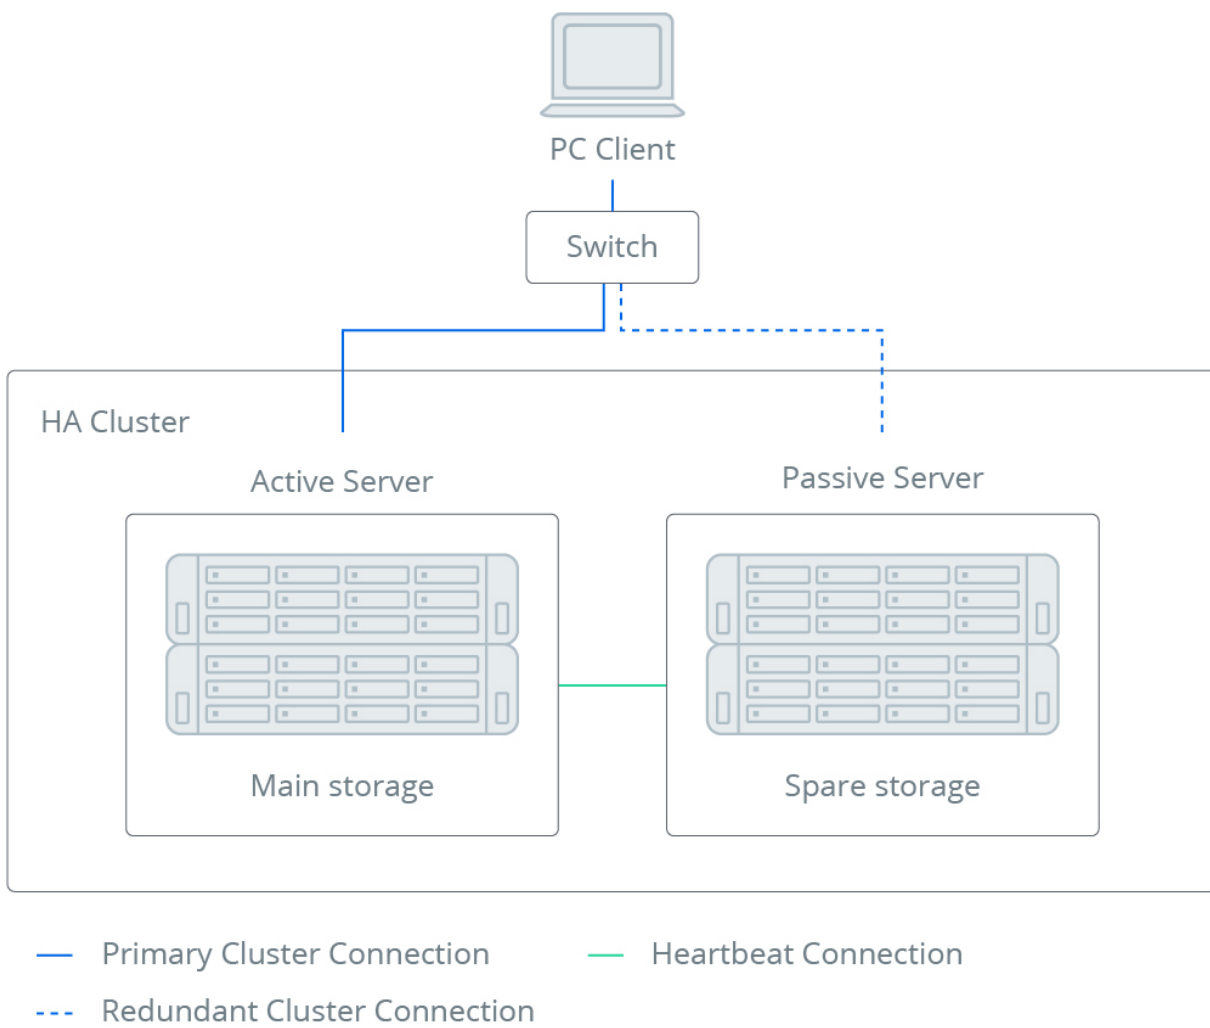 PC Client
Switch
HA Cluster
Active Server
Passive Server
Main storage
Spare storage
Primary Cluster Connection
Heartbeat Connection
Redundant Cluster Connection